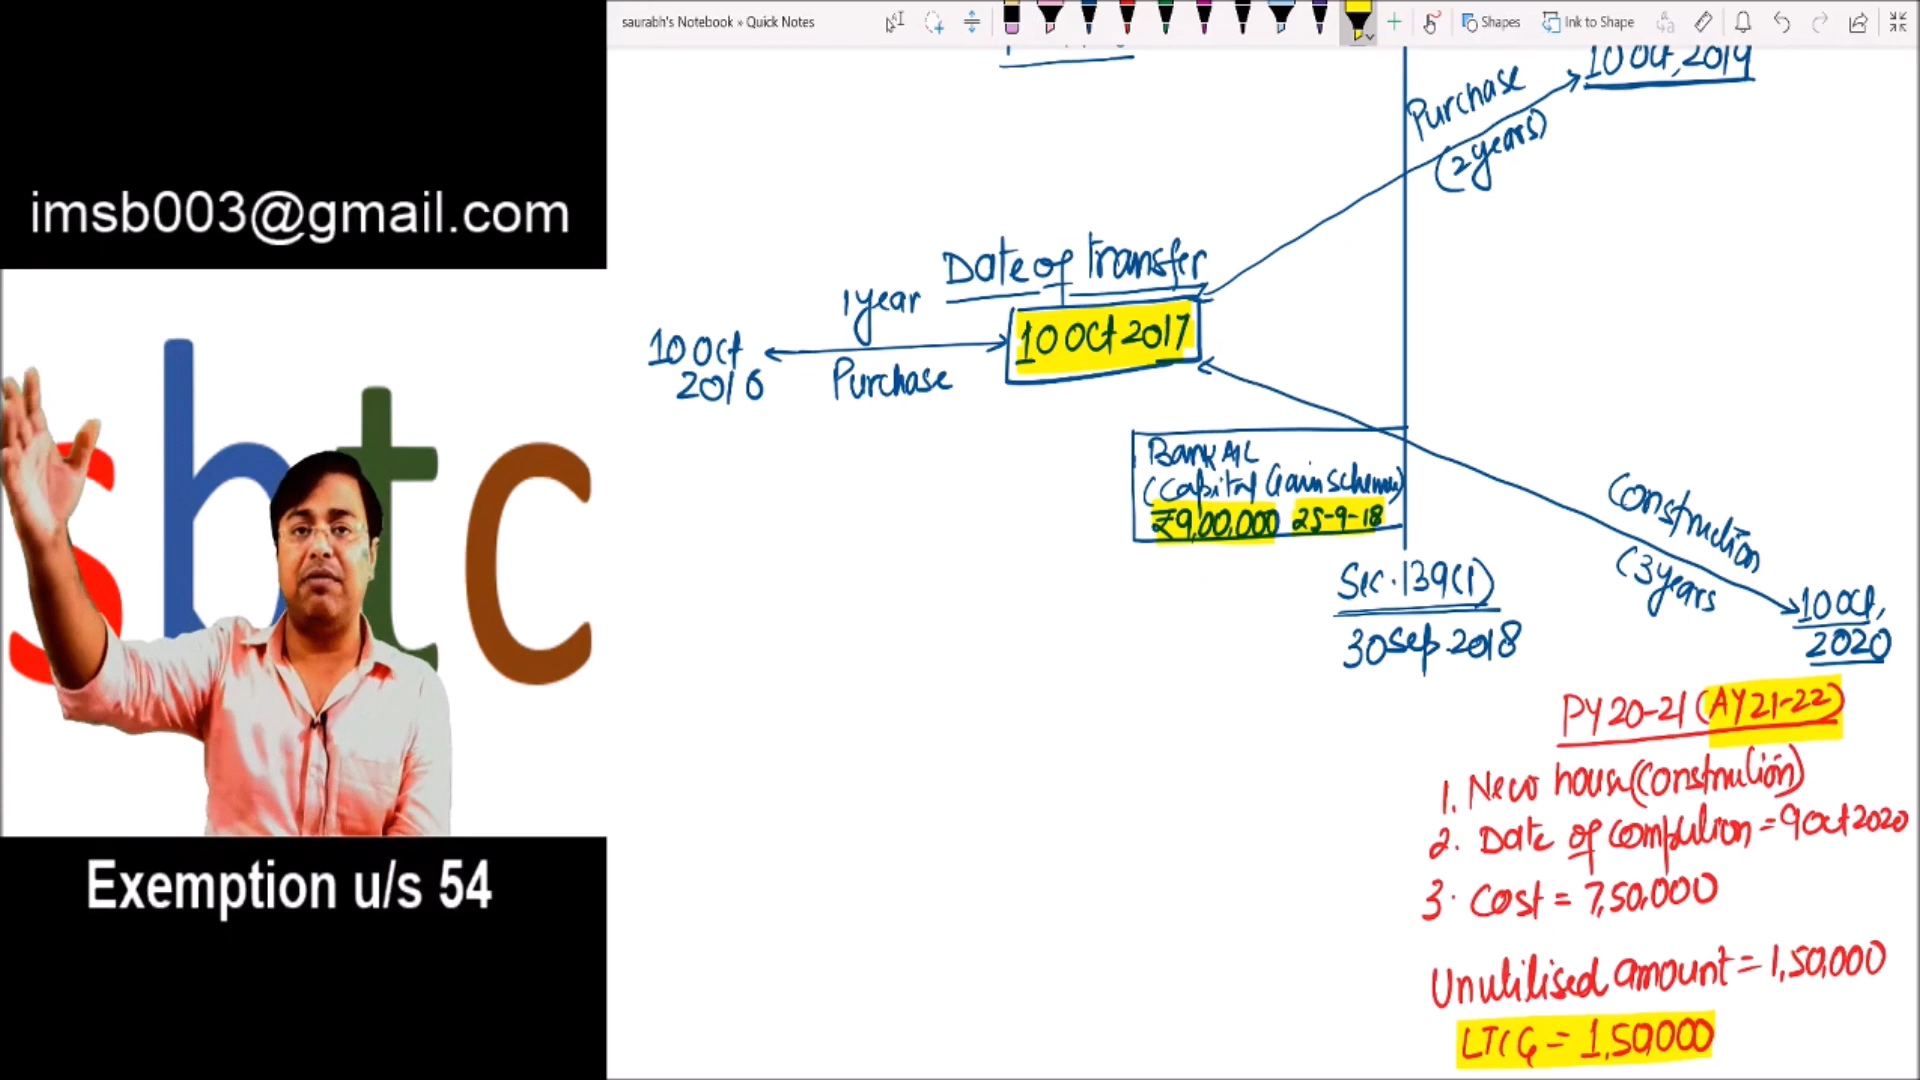 saurabh's Notebook » Quick Notes
Shapes
Ink to Shape
imsb003@gmail.com
sbtc
Exemption u/s 54
10 Oct, 2019
Purchase
(2 years)
Date of transfer
10 Oct 2017
1 year
Purchase
10 Oct
2016
Bank A/c
(Capital Gain Scheme)
₹9,00,000 25-9-18
Sec. 139(1)
30 Sep. 2018
Construction
(3 years
10 Oct,
2020
PY 20-21 (AY 21-22)
1. New house (Construction)
2. Date of completion = 9 Oct 2020
3. Cost = 7,50,000
Unutilised amount = 1,50,000
LTCG = 1,50,000